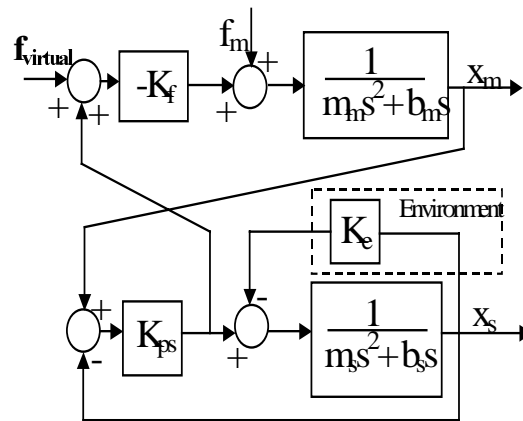 f_virtual
f_m
+
+
-K_f
+
+
1
m_m s^2+b_m s
x_m
Environment
K_e
+
-
K_ps
-
+
1
m_s s^2+b_s s
x_s